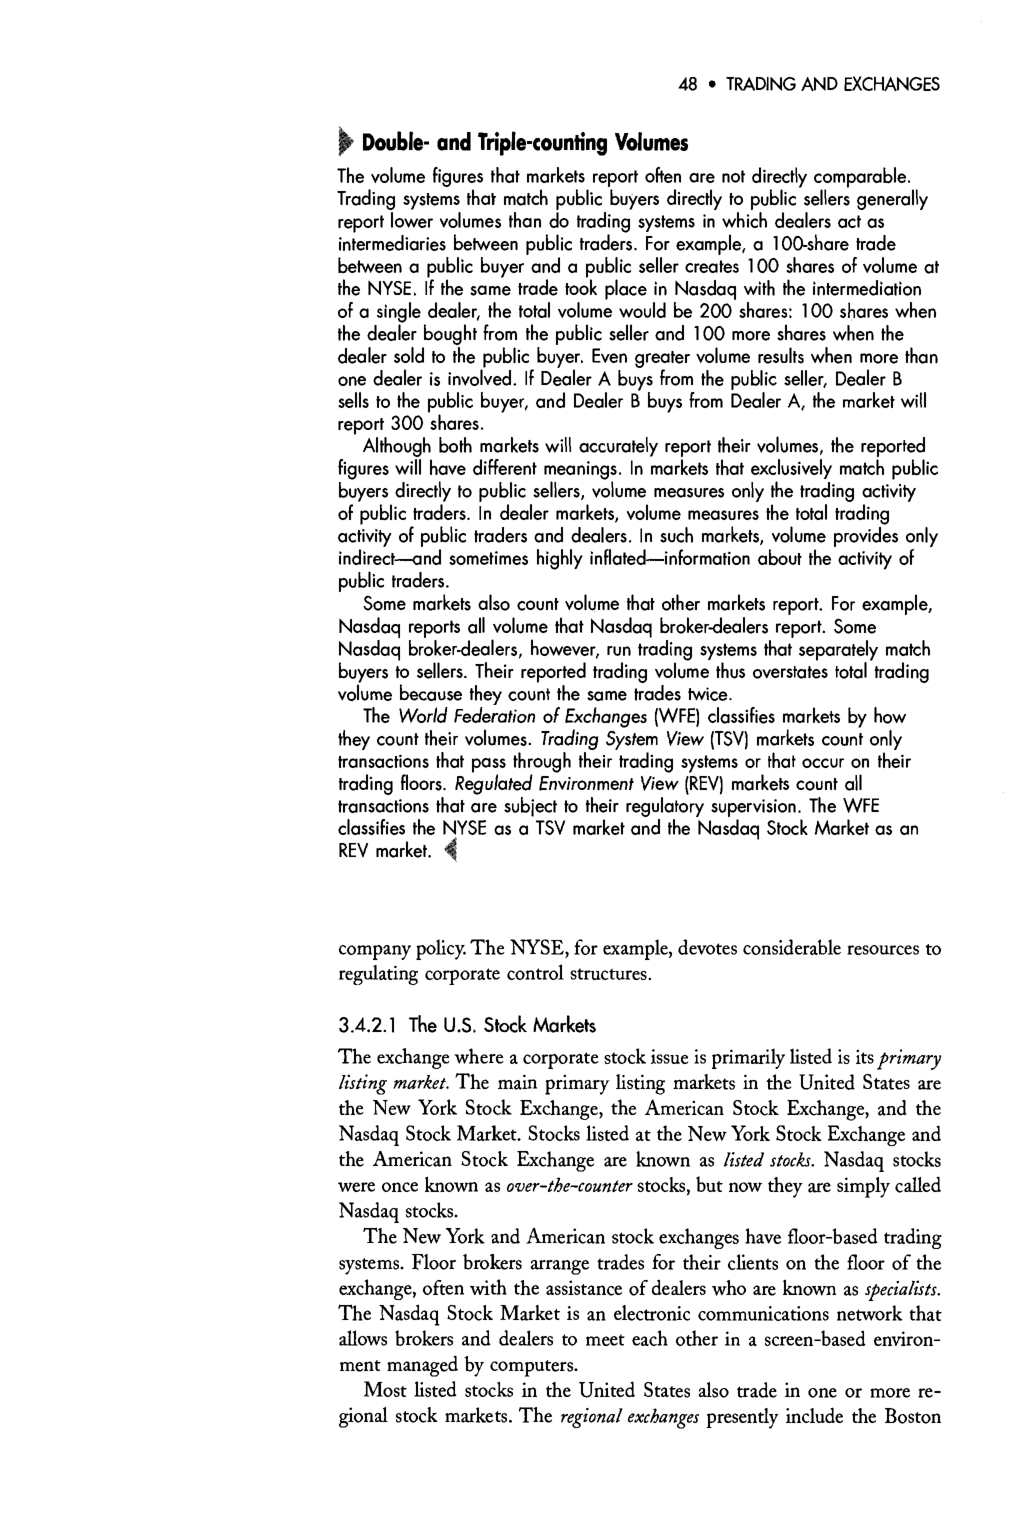 48 • TRADING AND EXCHANGES
Double- and Triple-counting Volumes
The volume figures that markets report often are not directly comparable.
Trading systems that match public buyers directly to public sellers generally
report lower volumes than do trading systems in which dealers act as
intermediaries between public traders. For example, a 100-share trade
between a public buyer and a public seller creates 100 shares of volume at
the NYSE. If the same trade took place in Nasdaq with the intermediation
of a single dealer, the total volume would be 200 shares: 100 shares when
the dealer bought from the public seller and 100 more shares when the
dealer sold to the public buyer. Even greater volume results when more than
one dealer is involved. If Dealer A buys from the public seller, Dealer B
sells to the public buyer, and Dealer B buys from Dealer A, the market will
report 300 shares.
Although both markets will accurately report their volumes, the reported
figures will have different meanings. In markets that exclusively match public
buyers directly to public sellers, volume measures only the trading activity
of public traders. In dealer markets, volume measures the total trading
activity of public traders and dealers. In such markets, volume provides only
indirect—and sometimes highly inflated—information about the activity of
public traders.
Some markets also count volume that other markets report. For example,
Nasdaq reports all volume that Nasdaq broker-dealers report. Some
Nasdaq broker-dealers, however, run trading systems that separately match
buyers to sellers. Their reported trading volume thus overstates total trading
volume because they count the same trades twice.
The World Federation of Exchanges (WFE) classifies markets by how
they count their volumes. Trading System View (TSV) markets count only
transactions that pass through their trading systems or that occur on their
trading floors. Regulated Environment View (REV) markets count all
transactions that are subject to their regulatory supervision. The WFE
classifies the NYSE as a TSV market and the Nasdaq Stock Market as an
REV market.
company policy. The NYSE, for example, devotes considerable resources to
regulating corporate control structures.
3.4.2.1 The U.S. Stock Markets
The exchange where a corporate stock issue is primarily listed is its primary
listing market. The main primary listing markets in the United States are
the New York Stock Exchange, the American Stock Exchange, and the
Nasdaq Stock Market. Stocks listed at the New York Stock Exchange and
the American Stock Exchange are known as listed stocks. Nasdaq stocks
were once known as over-the-counter stocks, but now they are simply called
Nasdaq stocks.
The New York and American stock exchanges have floor-based trading
systems. Floor brokers arrange trades for their clients on the floor of the
exchange, often with the assistance of dealers who are known as specialists.
The Nasdaq Stock Market is an electronic communications network that
allows brokers and dealers to meet each other in a screen-based environ-
ment managed by computers.
Most listed stocks in the United States also trade in one or more re-
gional stock markets. The regional exchanges presently include the Boston